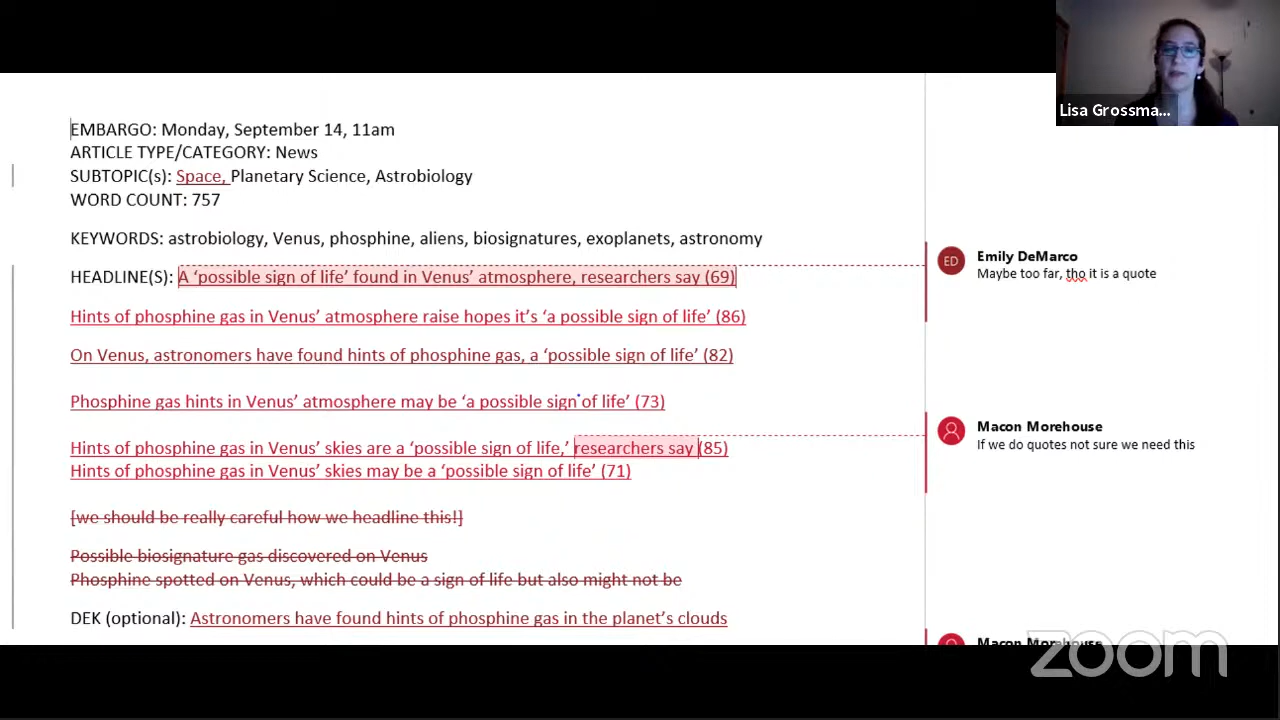 Lisa Grossma...
EMBARGO: Monday, September 14, 11am
ARTICLE TYPE/CATEGORY: News
SUBTOPIC(s): Space, Planetary Science, Astrobiology
WORD COUNT: 757
KEYWORDS: astrobiology, Venus, phosphine, aliens, biosignatures, exoplanets, astronomy
HEADLINE(S): A ‘possible sign of life’ found in Venus’ atmosphere, researchers say (69)
ED Emily DeMarco
Maybe too far, tho it is a quote
Hints of phosphine gas in Venus’ atmosphere raise hopes it’s ‘a possible sign of life’ (86)
On Venus, astronomers have found hints of phosphine gas, a ‘possible sign of life’ (82)
Phosphine gas hints in Venus’ atmosphere may be ‘a possible sign of life’ (73)
Macon Morehouse
If we do quotes not sure we need this
Hints of phosphine gas in Venus’ skies are a ‘possible sign of life,’ researchers say (85)
Hints of phosphine gas in Venus’ skies may be a ‘possible sign of life’ (71)
[we should be really careful how we headline this!]
Possible biosignature gas discovered on Venus
Phosphine spotted on Venus, which could be a sign of life but also might not be
DEK (optional): Astronomers have found hints of phosphine gas in the planet’s clouds
Macon Morehouse
zoom